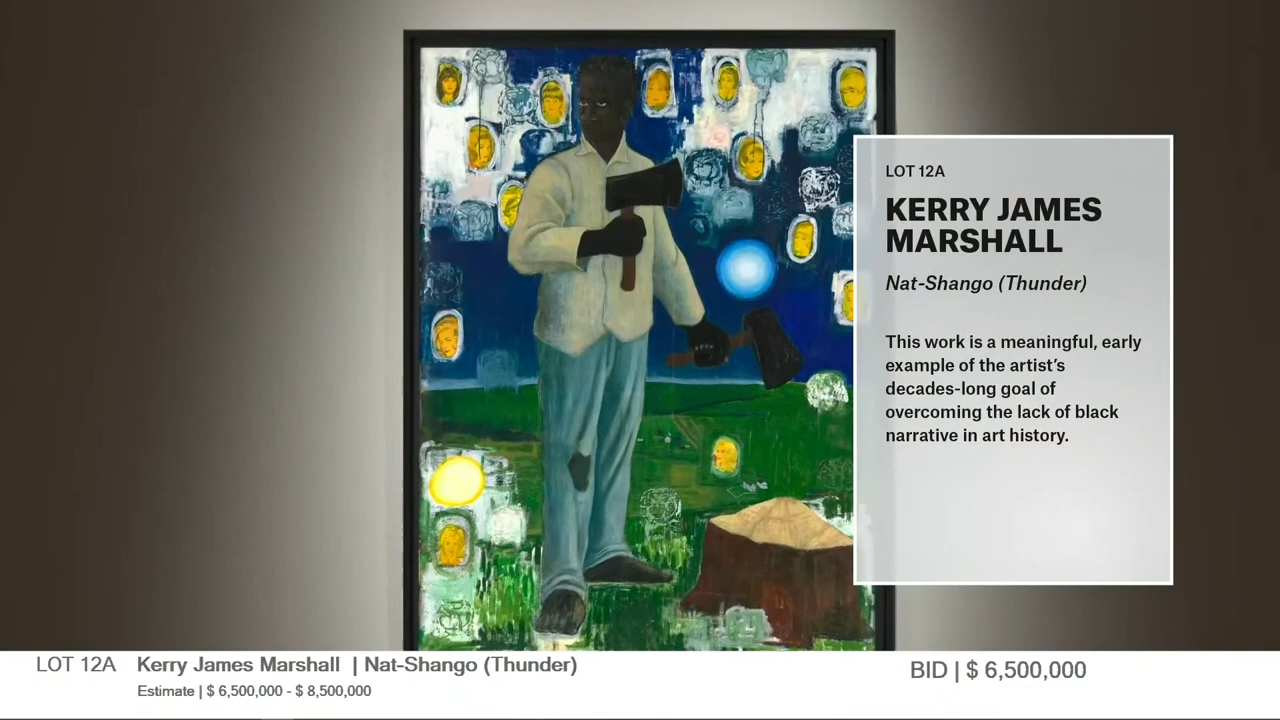 LOT 12A
KERRY JAMES
MARSHALL
Nat-Shango (Thunder)
This work is a meaningful, early
example of the artist's
decades-long goal of
overcoming the lack of black
narrative in art history.
LOT 12A Kerry James Marshall | Nat-Shango (Thunder)
Estimate | $ 6,500,000 - $ 8,500,000
BID | $ 6,500,000